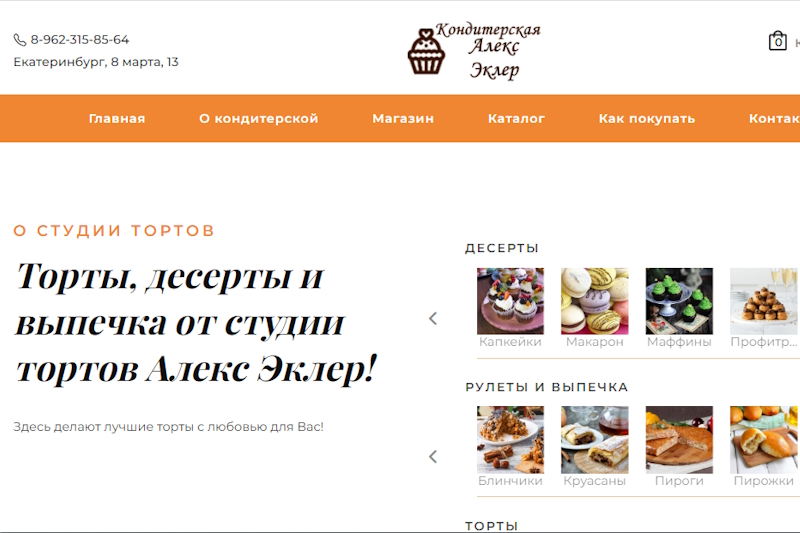 8-962-315-85-64
Екатеринбург, 8 марта, 13
Кондитерская
Алекс
Эклер
0
Главная
О кондитерской
Магазин
Каталог
Как покупать
Контак
О СТУДИИ ТОРТОВ
Торты, десерты и
выпечка от студии
тортов Алекс Эклер!
Здесь делают лучшие торты с любовью для Вас!
ДЕСЕРТЫ
Капкейки
Макарон
Маффины
Профитр...
РУЛЕТЫ И ВЫПЕЧКА
Блинчики
Круасаны
Пироги
Пирожки
ТОРТЫ